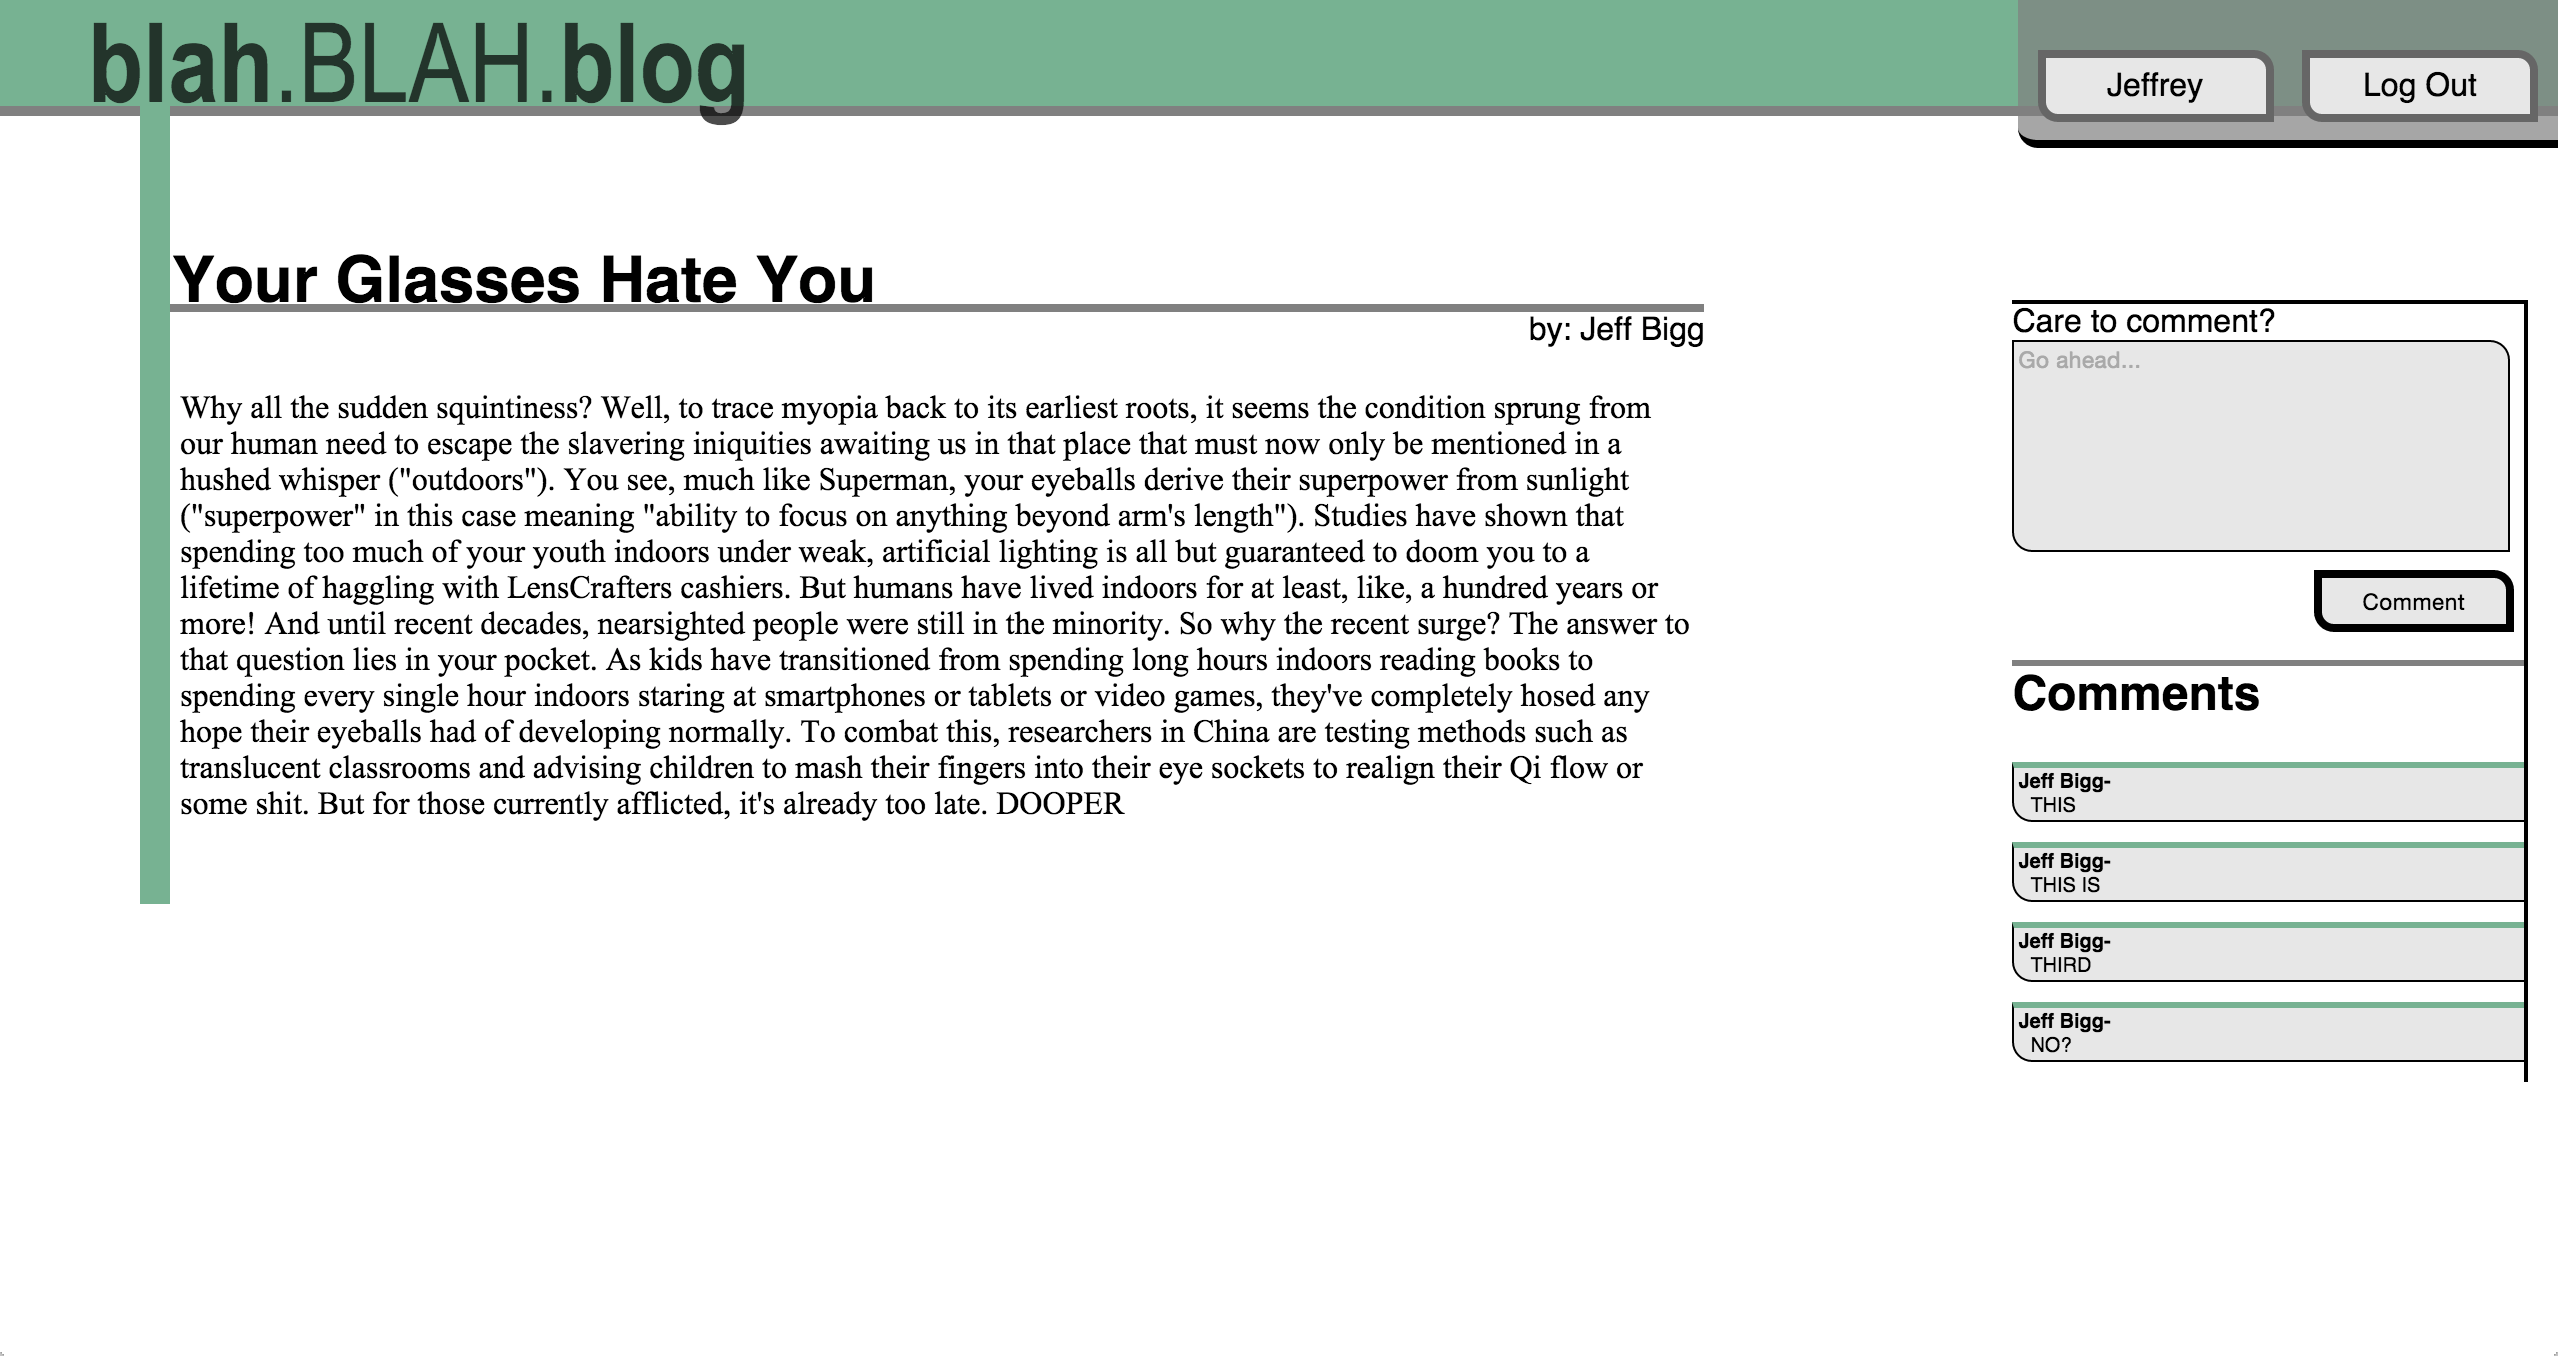 blah.BLAH.blog
Jeffrey
Log Out
Your Glasses Hate You
by: Jeff Bigg
Why all the sudden squintiness? Well, to trace myopia back to its earliest roots, it seems the condition sprung from
our human need to escape the slavering iniquities awaiting us in that place that must now only be mentioned in a
hushed whisper ("outdoors"). You see, much like Superman, your eyeballs derive their superpower from sunlight
("superpower" in this case meaning "ability to focus on anything beyond arm's length"). Studies have shown that
spending too much of your youth indoors under weak, artificial lighting is all but guaranteed to doom you to a
lifetime of haggling with LensCrafters cashiers. But humans have lived indoors for at least, like, a hundred years or
more! And until recent decades, nearsighted people were still in the minority. So why the recent surge? The answer to
that question lies in your pocket. As kids have transitioned from spending long hours indoors reading books to
spending every single hour indoors staring at smartphones or tablets or video games, they've completely hosed any
hope their eyeballs had of developing normally. To combat this, researchers in China are testing methods such as
translucent classrooms and advising children to mash their fingers into their eye sockets to realign their Qi flow or
some shit. But for those currently afflicted, it's already too late. DOOPER
Care to comment?
Go ahead...
Comment
Comments
Jeff Bigg-
THIS
Jeff Bigg-
THIS IS
Jeff Bigg-
THIRD
Jeff Bigg-
NO?